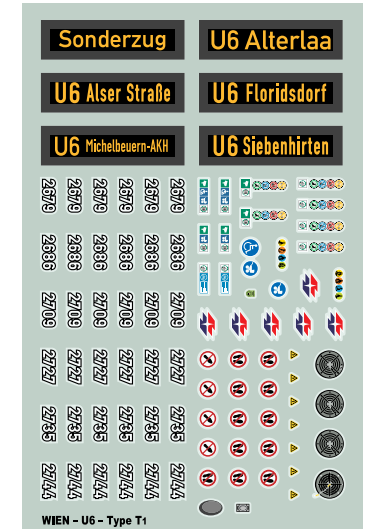 Sonderzug
U6 Alterlaa
U6 Alser Straße
U6 Floridsdorf
U6 Michelbeuern-AKH
U6 Siebenhirten
2679 2679 2679 2679 2679 2679
2686 2686 2686 2686 2686 2686
2709 2709 2709 2709 2709 2709
2727 2727 2727 2727 2727 2727
2735 2735 2735 2735 2735 2735
2744 2744 2744 2744 2744 2744
WIEN - U6 - Type T1